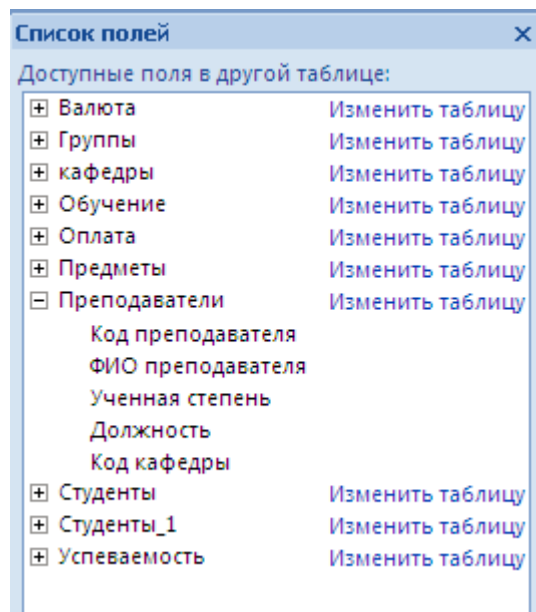 Список полей
Доступные поля в другой таблице:
Валюта Изменить таблицу
Группы Изменить таблицу
кафедры Изменить таблицу
Обучение Изменить таблицу
Оплата Изменить таблицу
Предметы Изменить таблицу
Преподаватели Изменить таблицу
Код преподавателя
ФИО преподавателя
Ученная степень
Должность
Код кафедры
Студенты Изменить таблицу
Студенты_1 Изменить таблицу
Успеваемость Изменить таблицу